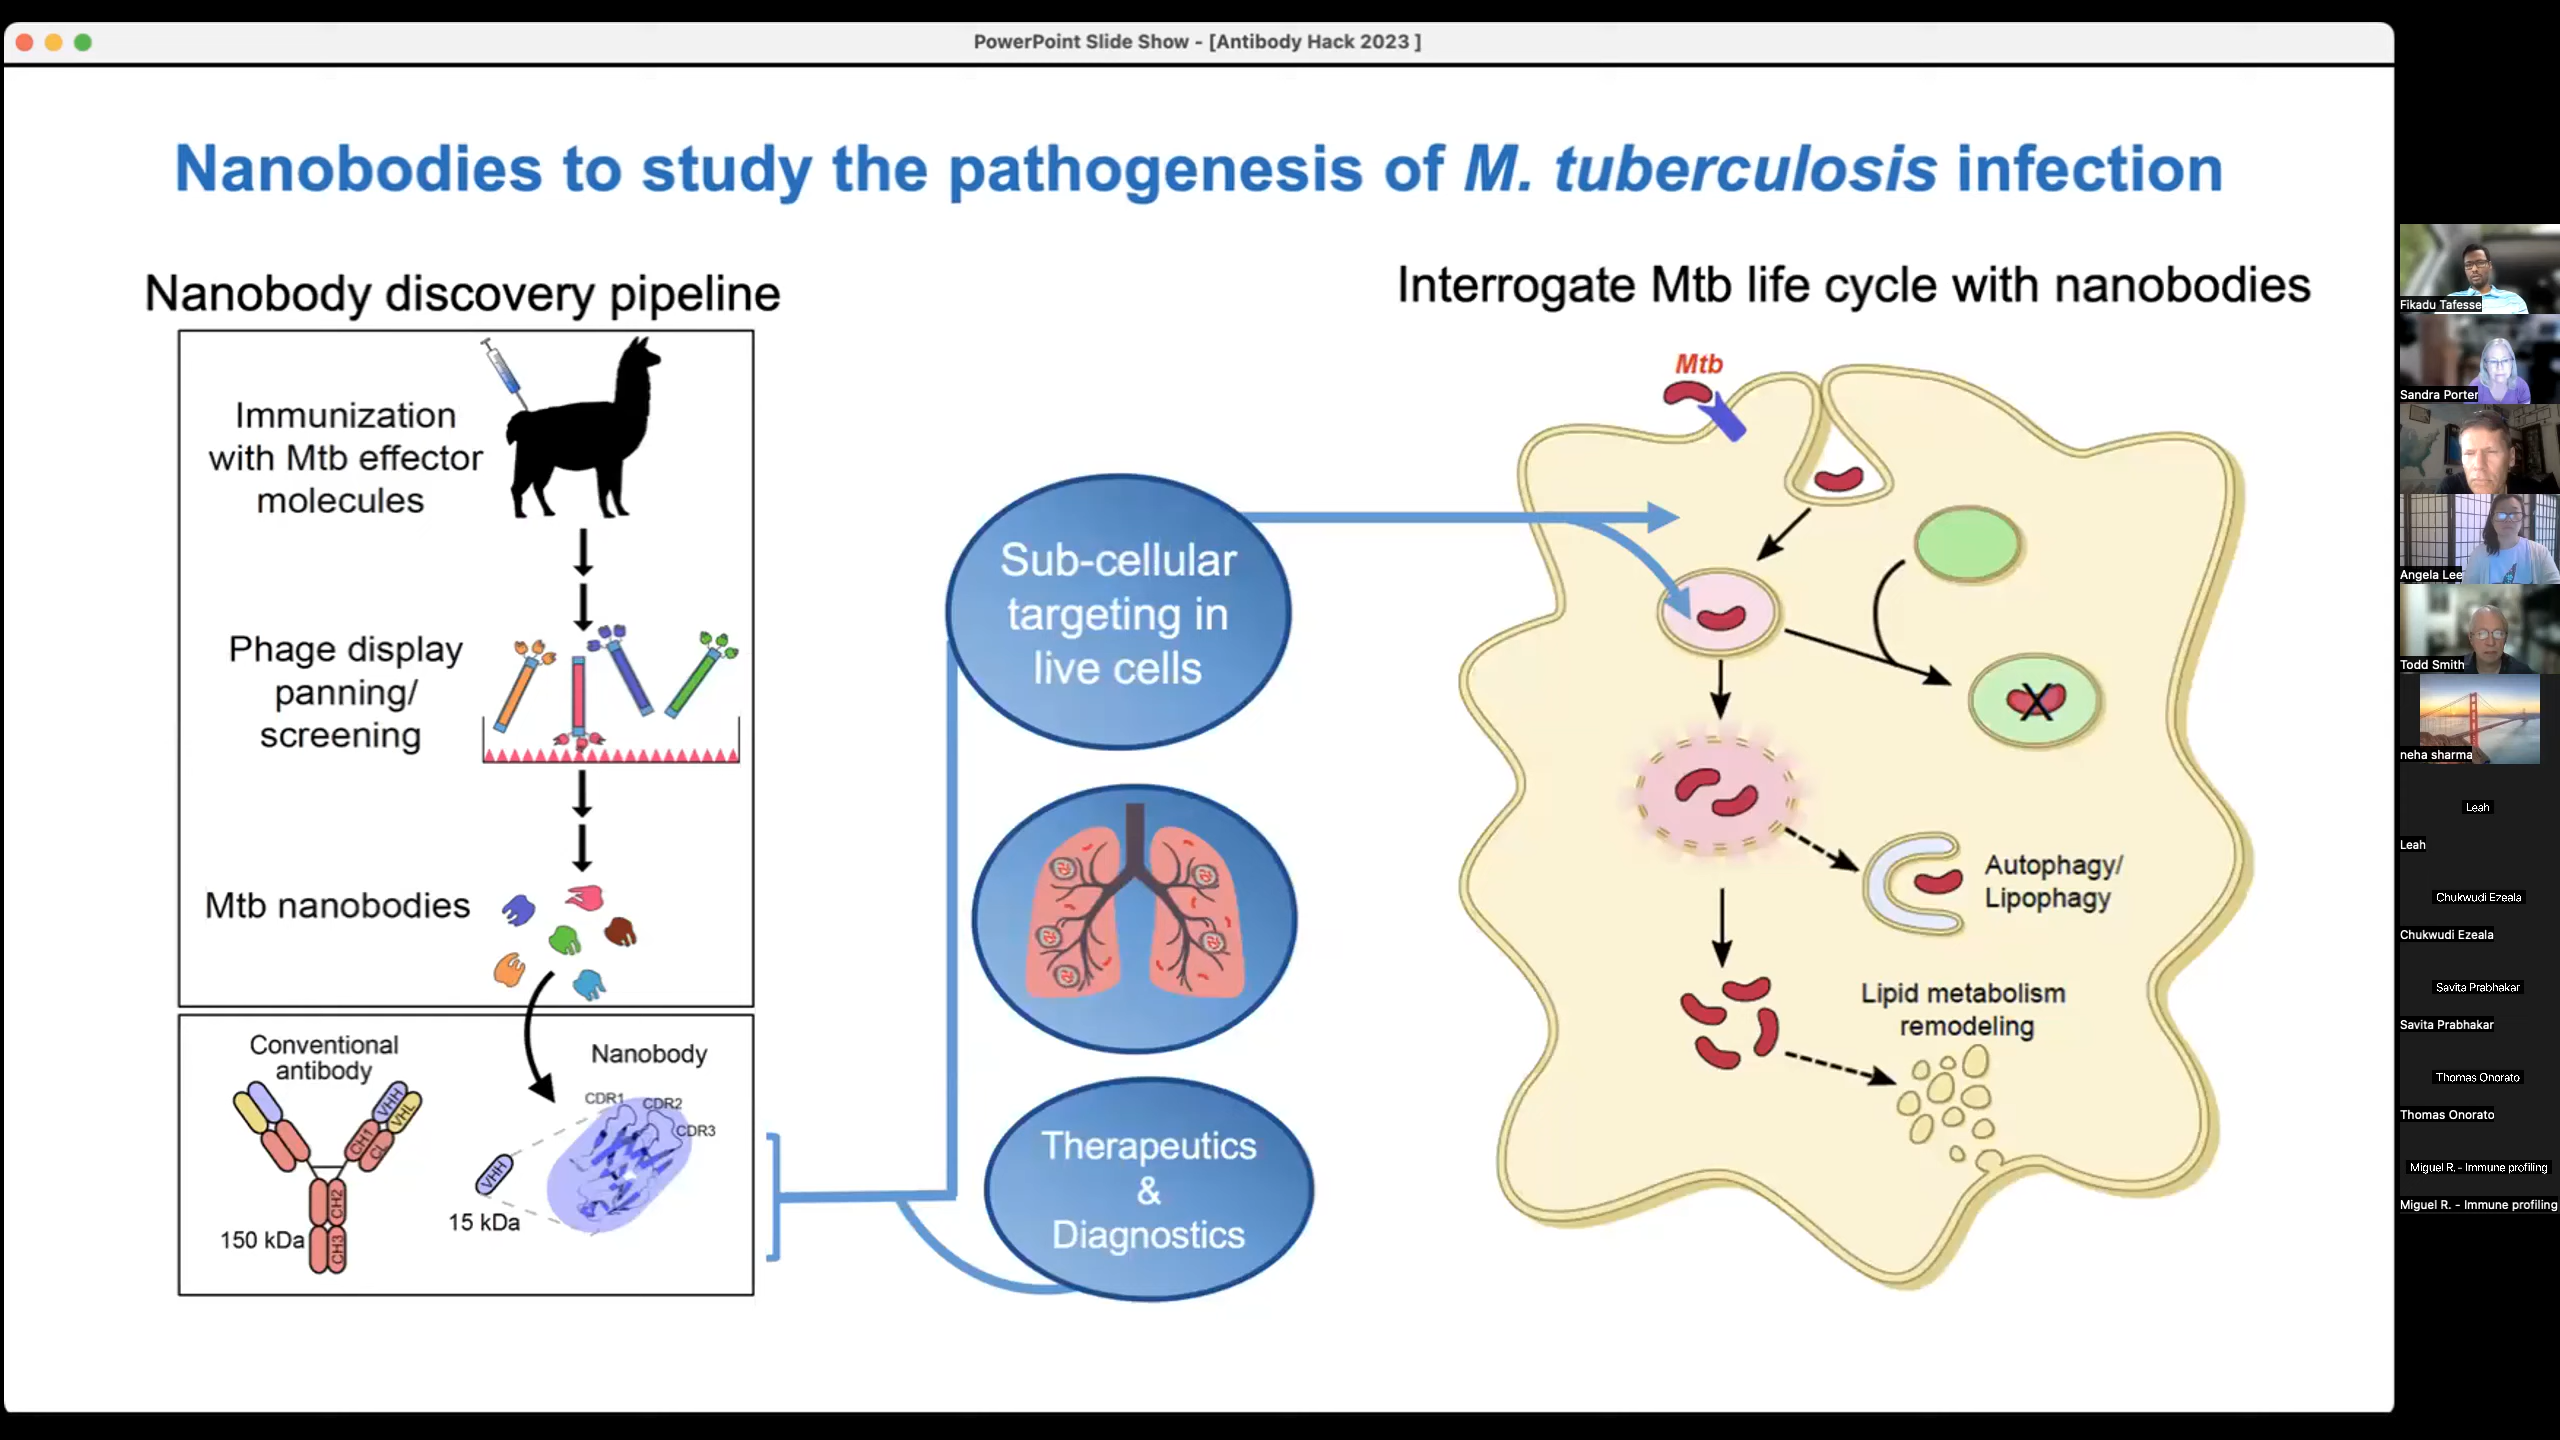 PowerPoint Slide Show - [Antibody Hack 2023 ]
Nanobodies to study the pathogenesis of M. tuberculosis infection
Nanobody discovery pipeline
Immunization
with Mtb effector
molecules
Phage display
panning/
screening
Mtb nanobodies
Conventional
antibody
VHH
VHL
CH1
CL
CH2
CH3
150 kDa
Nanobody
CDR1
CDR2
CDR3
VHH
15 kDa
Sub-cellular
targeting in
live cells
Therapeutics
&
Diagnostics
Interrogate Mtb life cycle with nanobodies
Mtb
X
Autophagy/
Lipophagy
Lipid metabolism
remodeling
Fikadu Tafesse
Sandra Porter
Angela Lee
Todd Smith
neha sharma
Leah
Leah
Chukwudi Ezeala
Chukwudi Ezeala
Savita Prabhakar
Savita Prabhakar
Thomas Onorato
Thomas Onorato
Miguel R. - Immune profiling
Miguel R. - Immune profiling